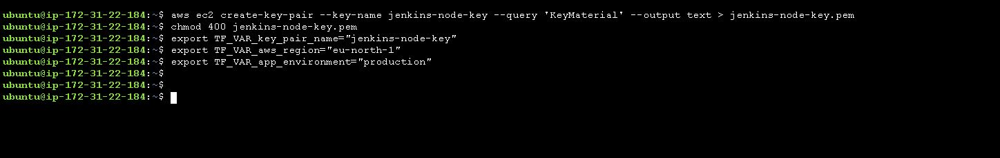 ubuntu@ip-172-31-22-184:~$ aws ec2 create-key-pair --key-name jenkins-node-key --query 'KeyMaterial' --output text > jenkins-node-key.pem
ubuntu@ip-172-31-22-184:~$ chmod 400 jenkins-node-key.pem
ubuntu@ip-172-31-22-184:~$ export TF_VAR_key_pair_name="jenkins-node-key"
ubuntu@ip-172-31-22-184:~$ export TF_VAR_aws_region="eu-north-1"
ubuntu@ip-172-31-22-184:~$ export TF_VAR_app_environment="production"
ubuntu@ip-172-31-22-184:~$
ubuntu@ip-172-31-22-184:~$
ubuntu@ip-172-31-22-184:~$